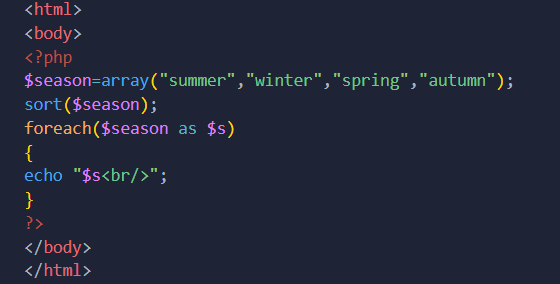 <html>
<body>
<?php
$season=array("summer","winter","spring","autumn");
sort($season);
foreach($season as $s)
{
echo "$s<br/>";
}
?>
</body>
</html>